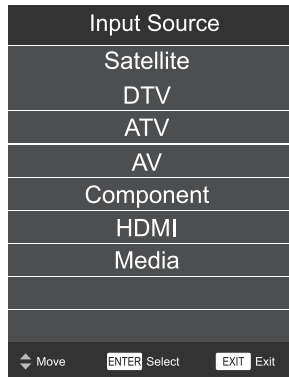 Input Source
Satellite
DTV
ATV
AV
Component
HDMI
Media
Move ENTER Select EXIT Exit